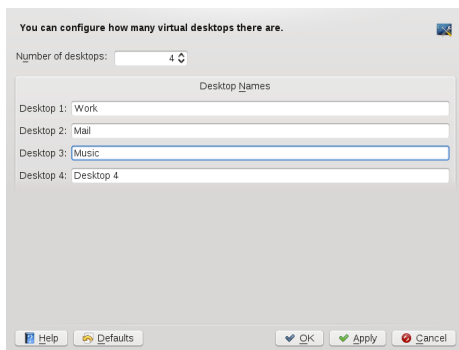 You can configure how many virtual desktops there are.
Number of desktops: 4
Desktop Names
Desktop 1: Work
Desktop 2: Mail
Desktop 3: Music
Desktop 4: Desktop 4
Help Defaults OK Apply Cancel